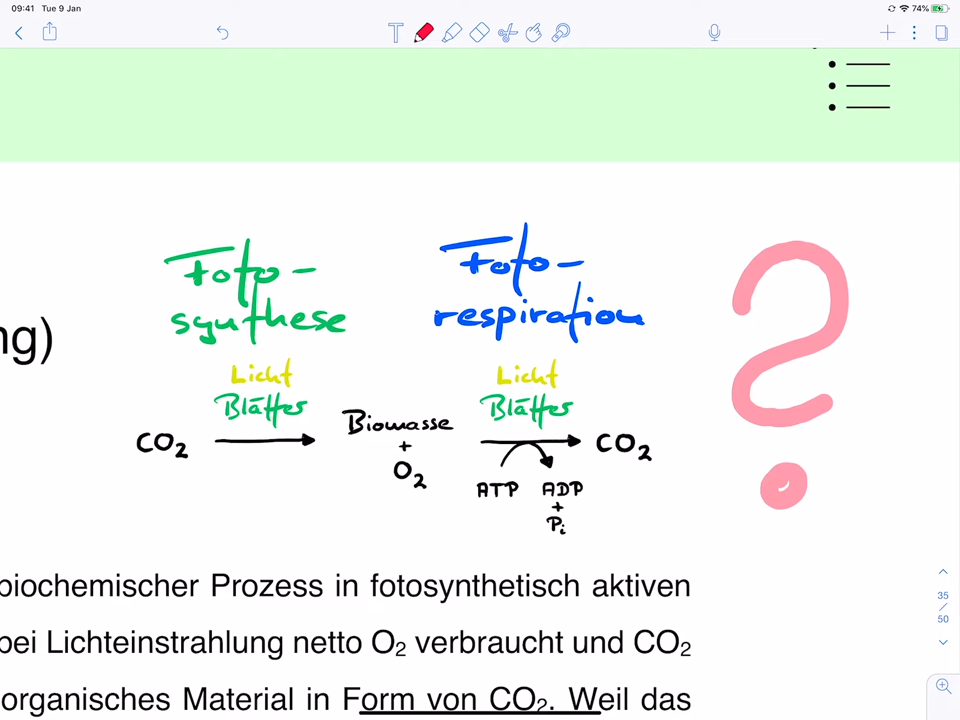 09:41 Tue 9 Jan
74%
T
Foto-
synthese
Foto-
respiration
ng)
Licht
Blätter
Licht
Blätter
CO2
Biomasse
+
O2
CO2
ATP
ADP
+
Pi
?
biochemischer Prozess in fotosynthetisch aktiven
bei Lichteinstrahlung netto O2 verbraucht und CO2
organisches Material in Form von CO2. Weil das
35
/
50